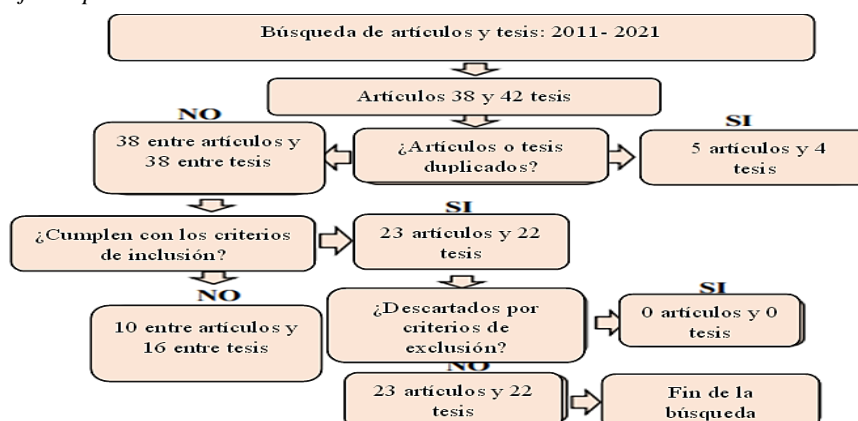 Búsqueda de artículos y tesis: 2011- 2021
Artículos 38 y 42 tesis
NO
SI
38 entre artículos y
38 entre tesis
¿Artículos o tesis
duplicados?
5 artículos y 4
tesis
¿Cumplen con los criterios
de inclusión?
SI
23 artículos y 22
tesis
NO
10 entre artículos y
16 entre tesis
¿Descartados por
criterios de
exclusión?
SI
0 artículos y 0
tesis
NO
23 artículos y 22
tesis
Fin de la
búsqueda